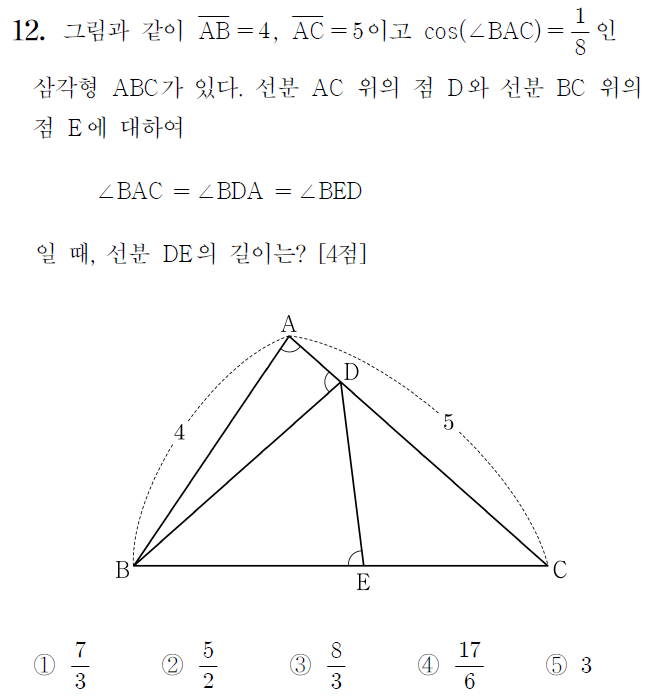 12. 그림과 같이 $\overline{AB}=4$, $\overline{AC}=5$이고 $\cos(\angle BAC)=\frac{1}{8}$인
삼각형 ABC가 있다. 선분 AC 위의 점 D와 선분 BC 위의
점 E에 대하여
∠BAC = ∠BDA = ∠BED
일 때, 선분 DE의 길이는? [4점]
A
D
4
5
B
E
C
① $\frac{7}{3}$ ② $\frac{5}{2}$ ③ $\frac{8}{3}$ ④ $\frac{17}{6}$ ⑤ 3